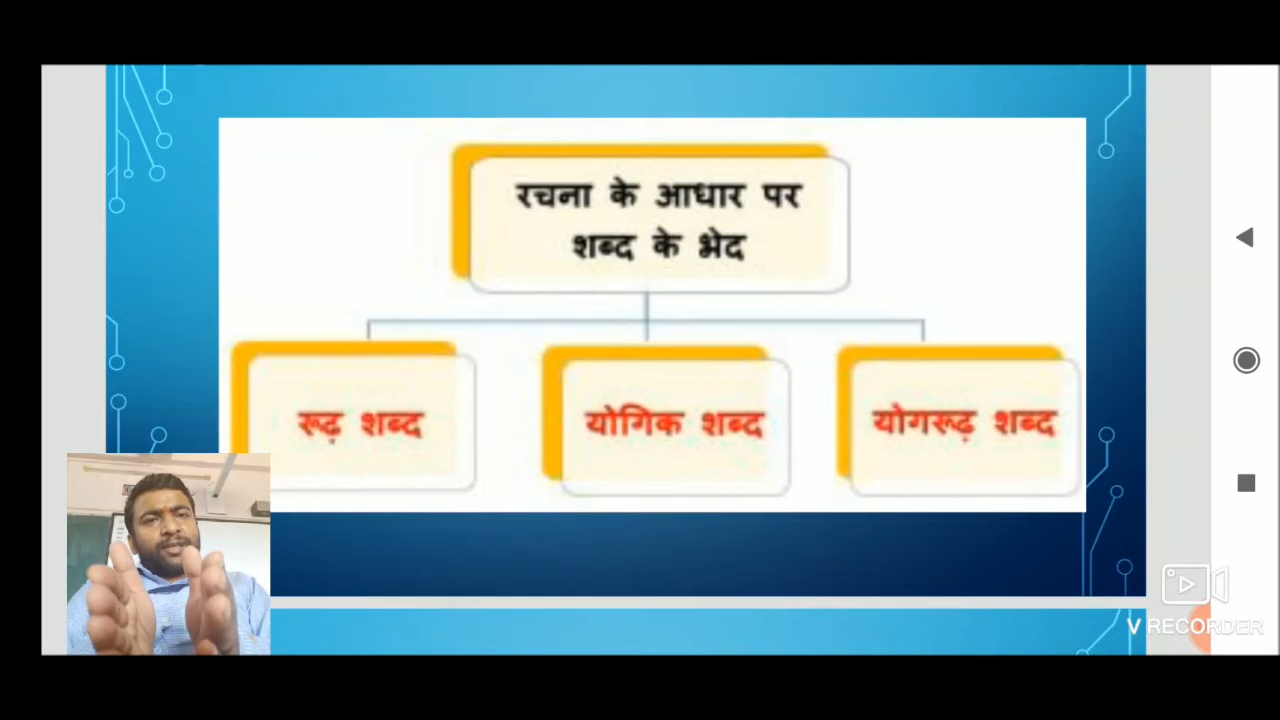 रचना के आधार पर
शब्द के भेद
रूढ़ शब्द
योगिक शब्द
योगरूढ़ शब्द
V RECORDER